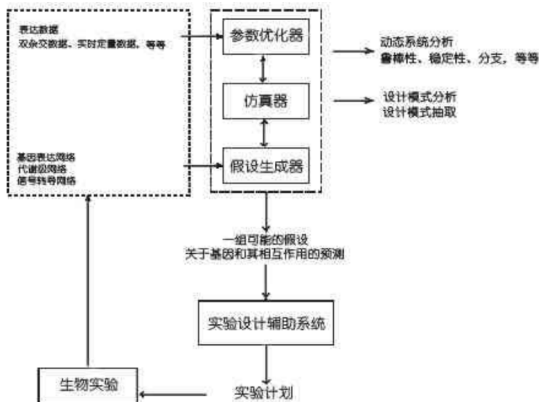 表达数据
双杂交数据、实时定量数据，等等
参数优化器
动态系统分析
鲁棒性、稳定性、分支，等等
仿真器
设计模式分析
设计模式抽取
基因表达网络
代谢级网络
信号转导网络
假设生成器
一组可能的假设
关于基因和其相互作用的预测
实验设计辅助系统
生物实验
实验计划